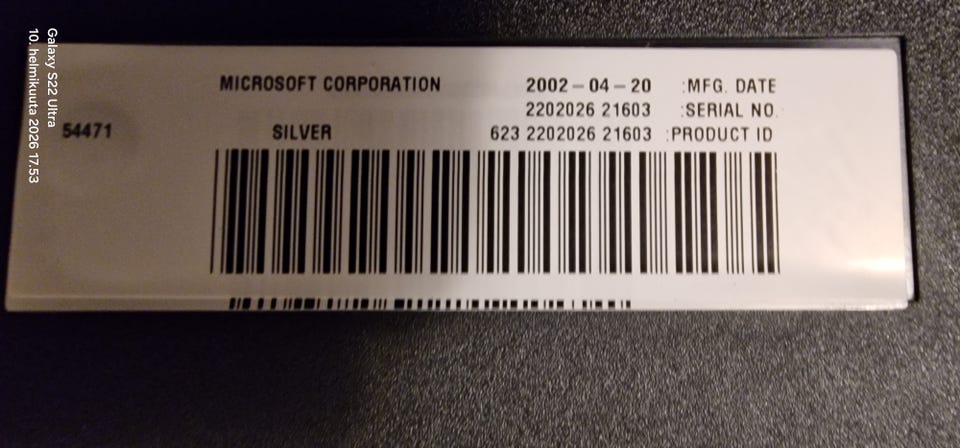 MICROSOFT CORPORATION 2002-04-20 :MFG. DATE
2202026 21603 :SERIAL NO.
54471 SILVER 623 2202026 21603 :PRODUCT ID
Galaxy S22 Ultra
10. helmikuuta 2026 17.53